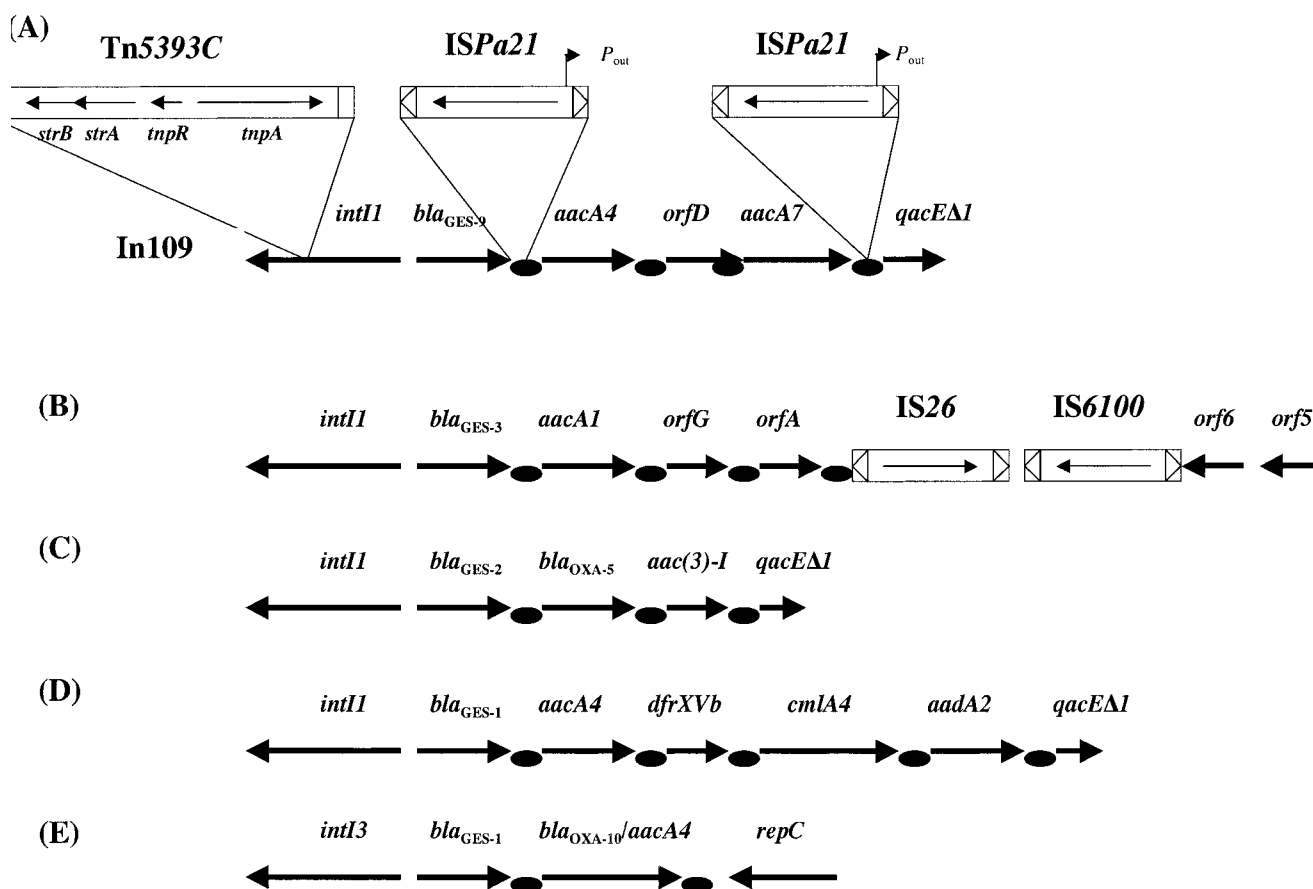 (A)
Tn5393C ISPa21 Pout ISPa21 Pout
strB strA tnpR tnpA
intI1 blaGES-9 aacA4 orfD aacA7 qacEΔ1
In109
(B) intI1 blaGES-3 aacA1 orfG orfA IS26 IS6100 orf6 orf5
(C) intI1 blaGES-2 blaOXA-5 aac(3)-I qacEΔ1
(D) intI1 blaGES-1 aacA4 dfrXVb cmlA4 aadA2 qacEΔ1
(E) intI3 blaGES-1 blaOXA-10/aacA4 repC